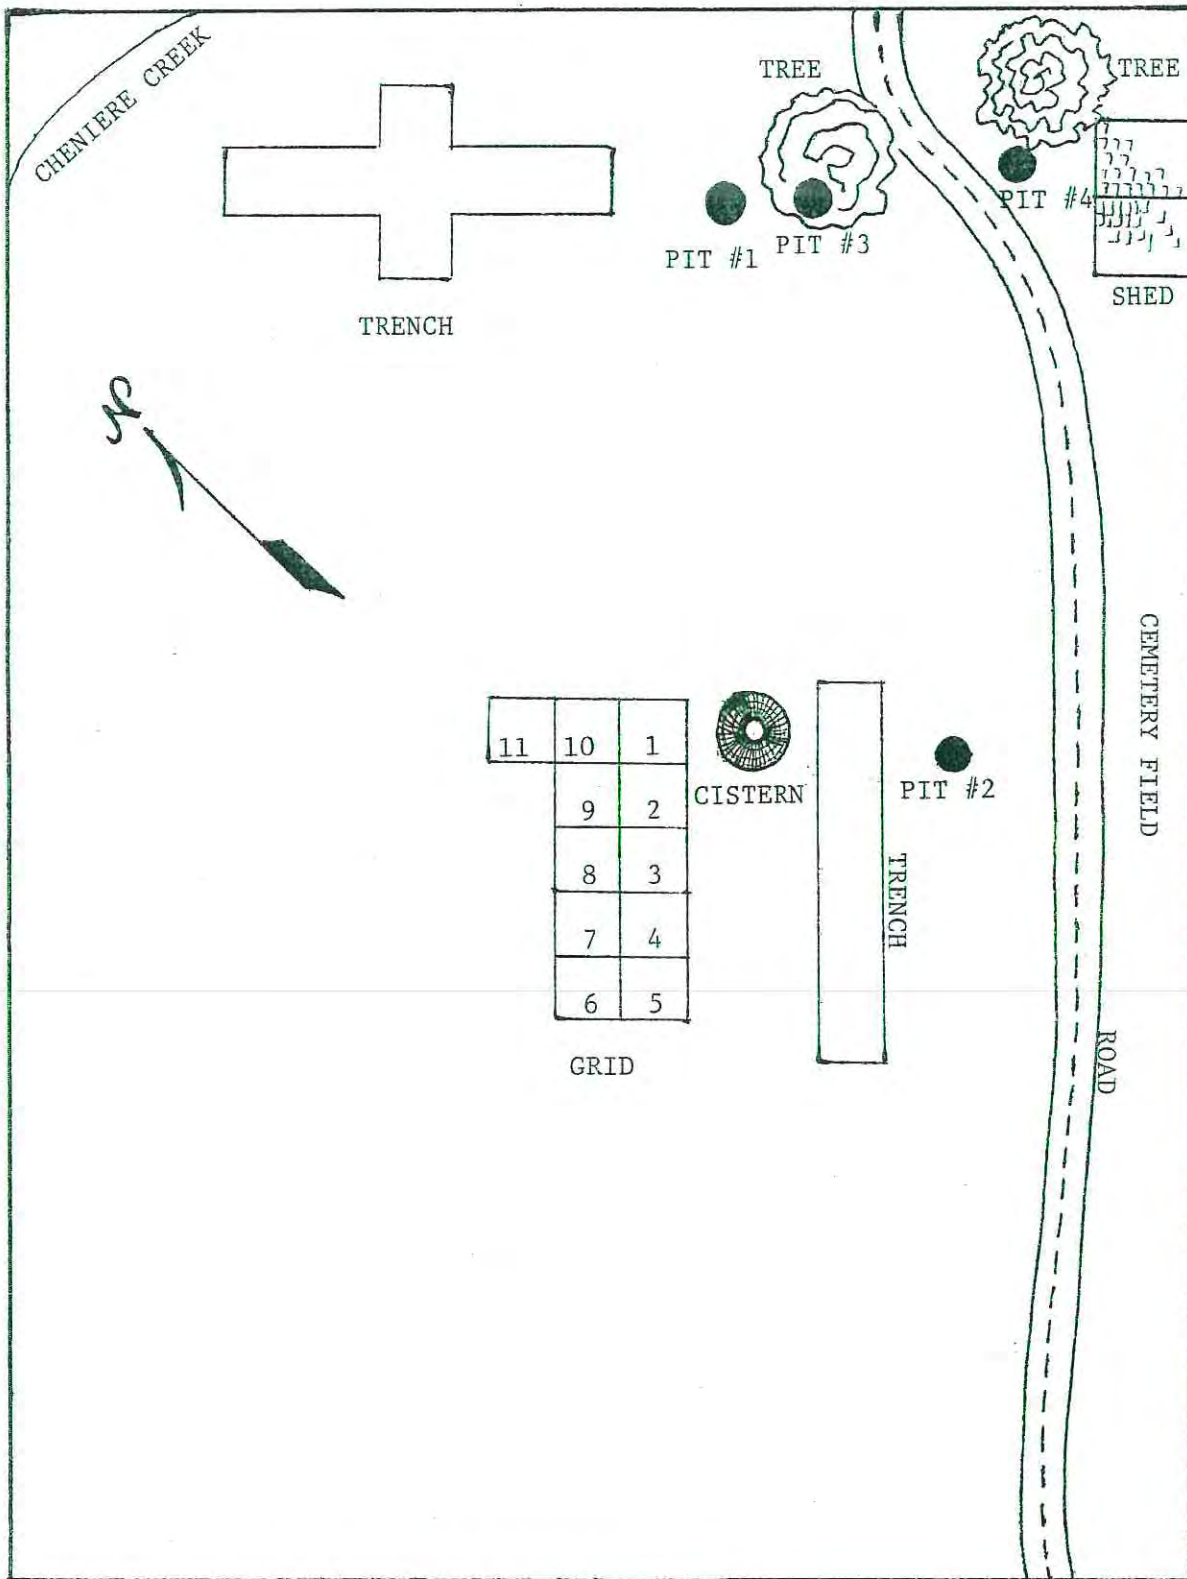 CHENIERE CREEK
TREE
TREE
PIT #4
PIT #1
PIT #3
SHED
TRENCH
N
11 10 1
CISTERN
PIT #2
9 2
8 3
7 4
6 5
GRID
TRENCH
CEMETERY FIELD
ROAD